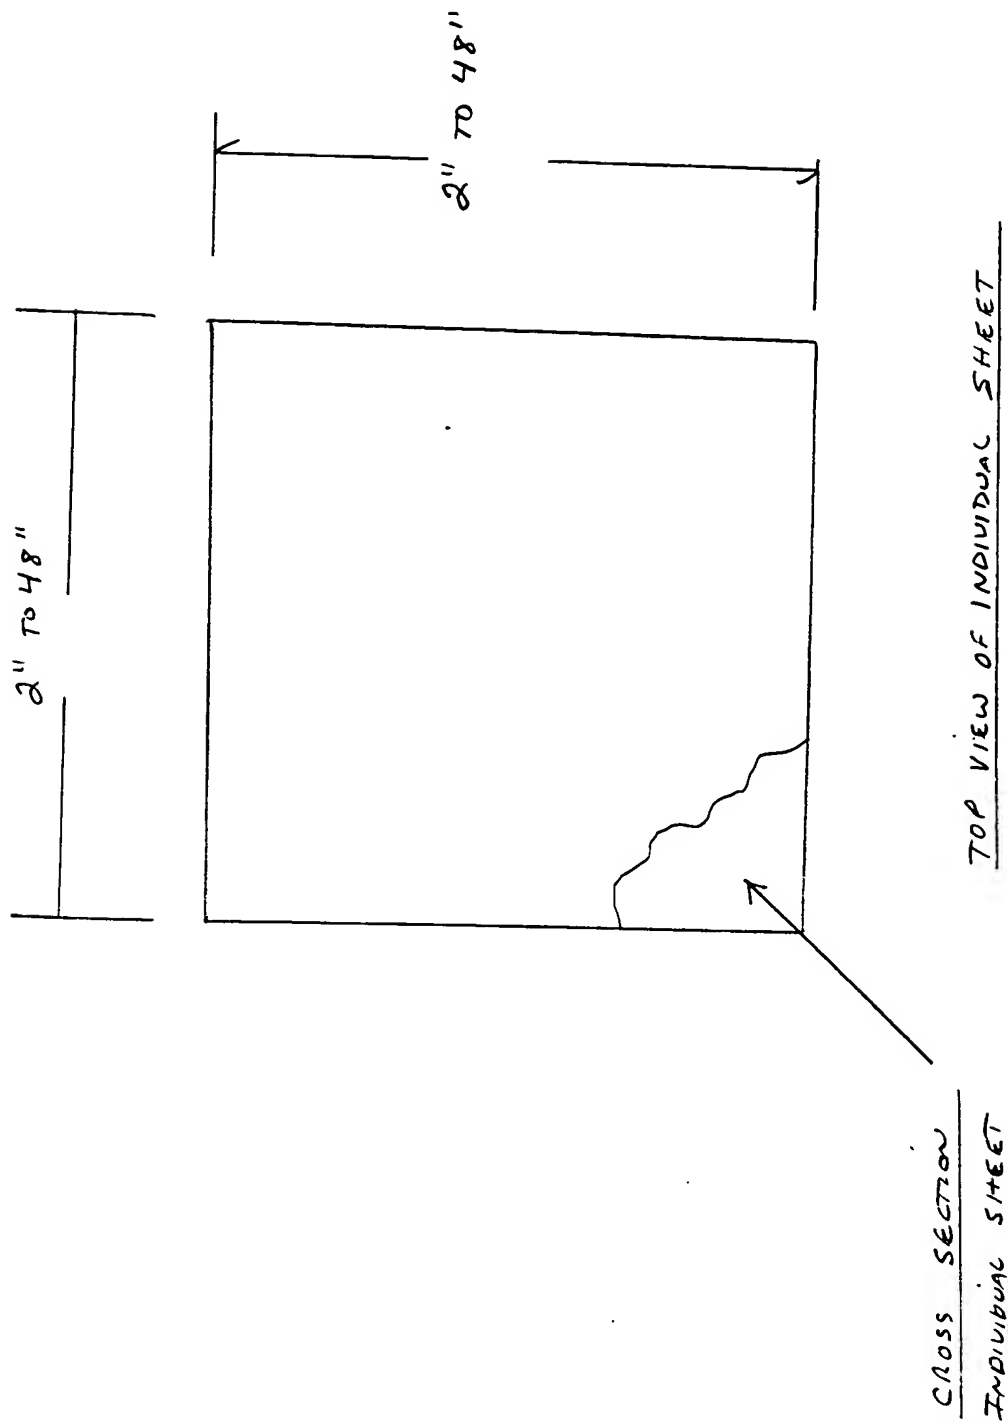 2" TO 48"
2" TO 48"
TOP VIEW OF INDIVIDUAL SHEET
CROSS SECTION
INDIVIDUAL SHEET